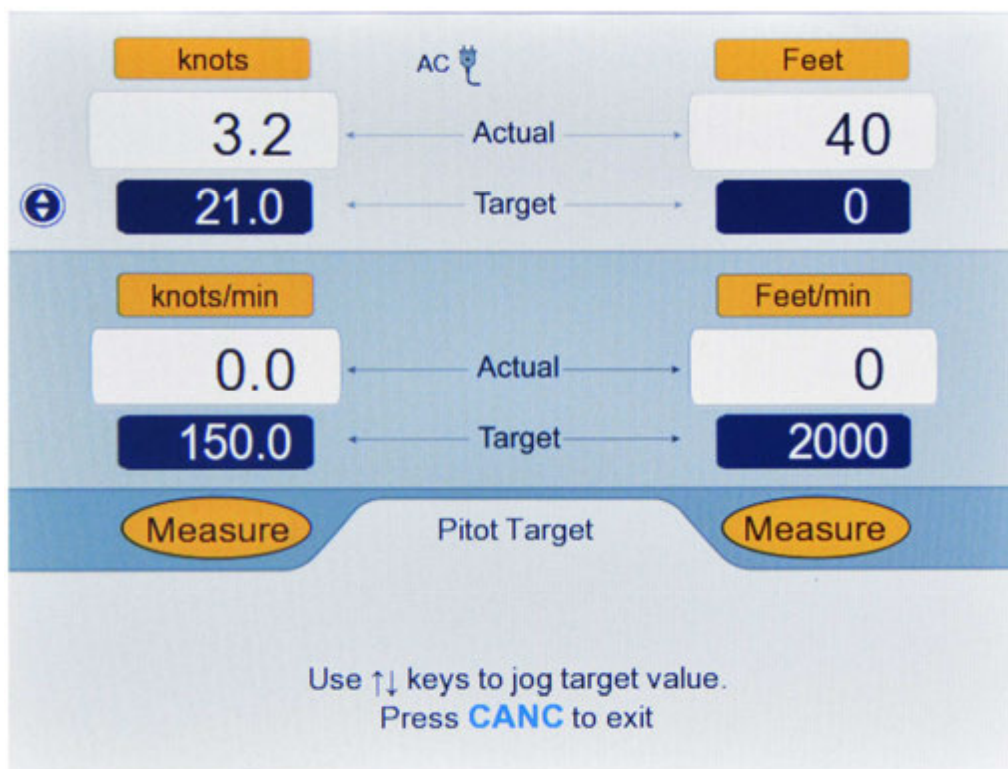 knots AC Feet
3.2 Actual 40
21.0 Target 0
knots/min Feet/min
0.0 Actual 0
150.0 Target 2000
Measure Pitot Target Measure
Use ↑↓ keys to jog target value.
Press CANC to exit